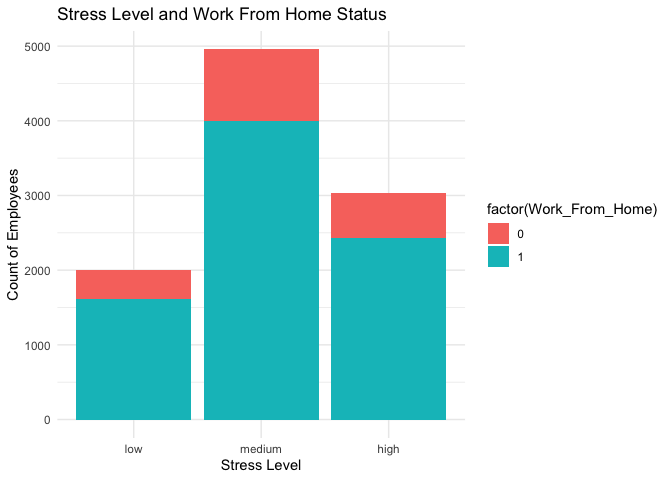 Stress Level and Work From Home Status
Count of Employees
5000
4000
3000
2000
1000
0
low medium high
Stress Level
factor(Work_From_Home)
0
1